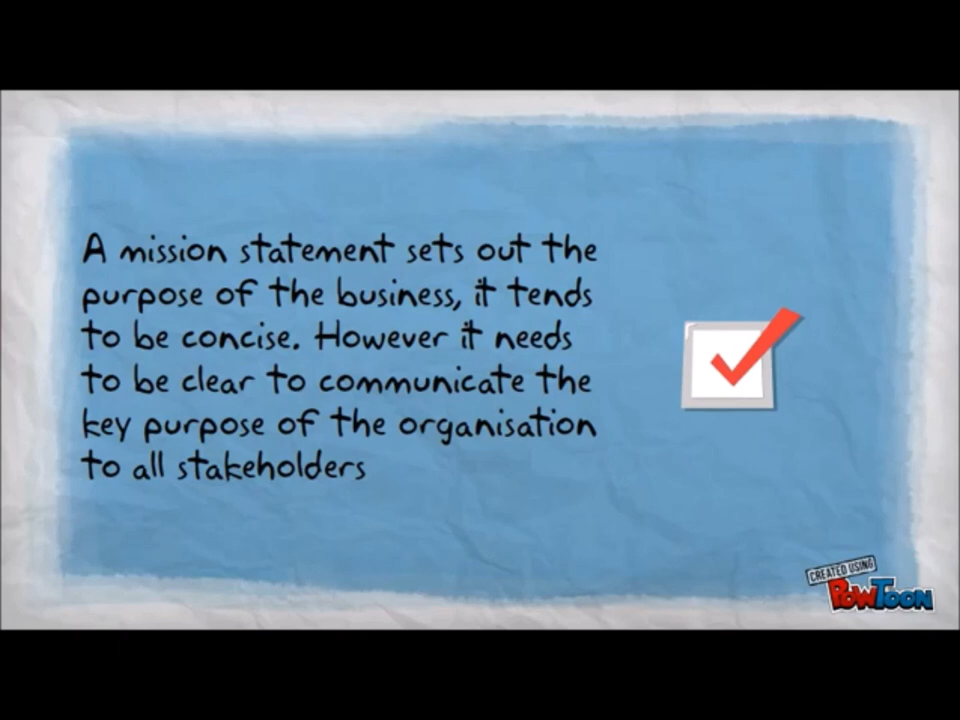 A mission statement sets out the
purpose of the business, it tends
to be concise. However it needs
to be clear to communicate the
key purpose of the organisation
to all stakeholders
CREATED USING
POWTOON